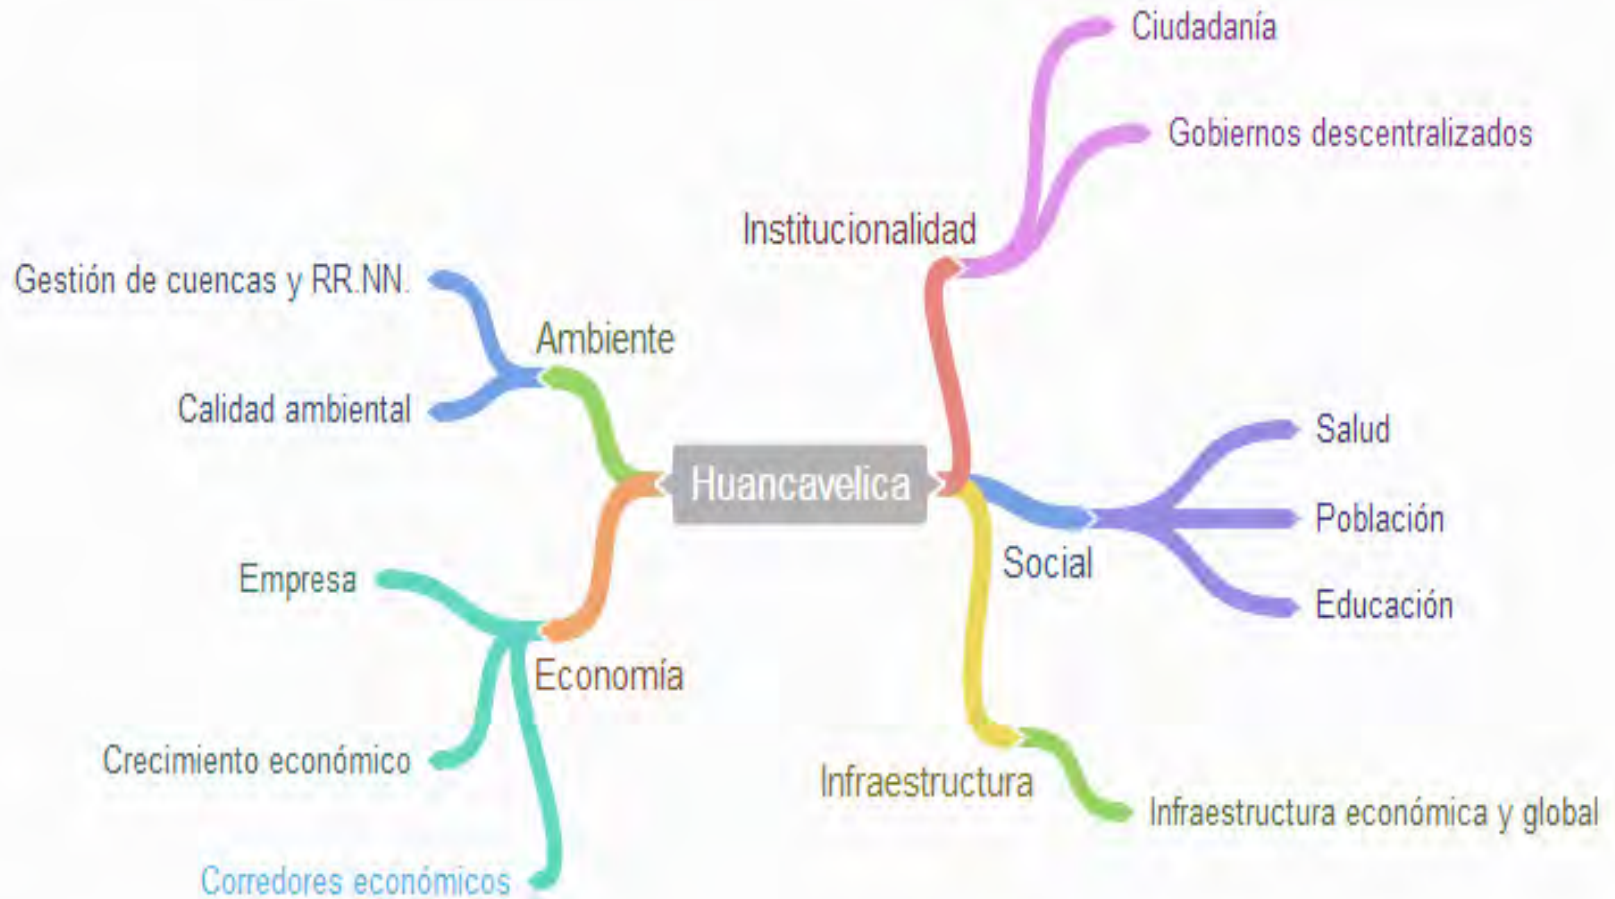 Ciudadanía
Gobiernos descentralizados
Institucionalidad
Gestión de cuencas y RR.NN.
Ambiente
Calidad ambiental
Huancavelica
Salud
Población
Social
Educación
Empresa
Economía
Crecimiento económico
Infraestructura
Infraestructura económica y global
Corredores económicos